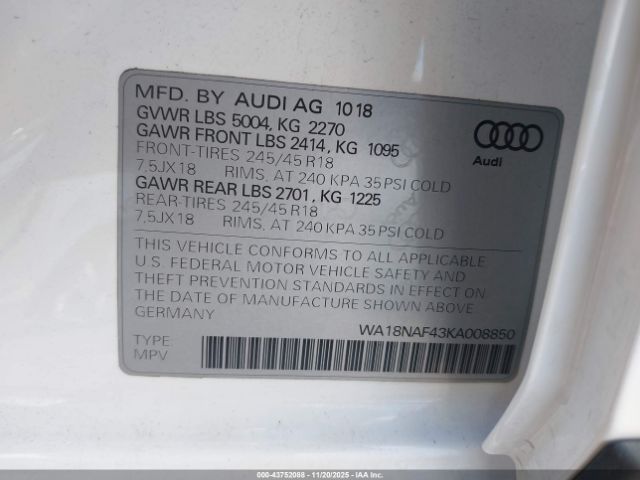 MFD. BY AUDI AG 10 18
GVWR LBS 5004, KG 2270
GAWR FRONT LBS 2414, KG 1095
FRONT-TIRES 245/45 R18
7,5JX18 RIMS, AT 240 KPA 35 PSI COLD
GAWR REAR LBS 2701, KG 1225
REAR-TIRES 245/45 R18
7,5JX18 RIMS, AT 240 KPA 35 PSI COLD
Audi
THIS VEHICLE CONFORMS TO ALL APPLICABLE
U.S. FEDERAL MOTOR VEHICLE SAFETY AND
THEFT PREVENTION STANDARDS IN EFFECT ON
THE DATE OF MANUFACTURE SHOWN ABOVE
GERMANY
WA18NAF43KA008850
TYPE:
MPV
000-43752088 - 11/20/2025 - IAA Inc.